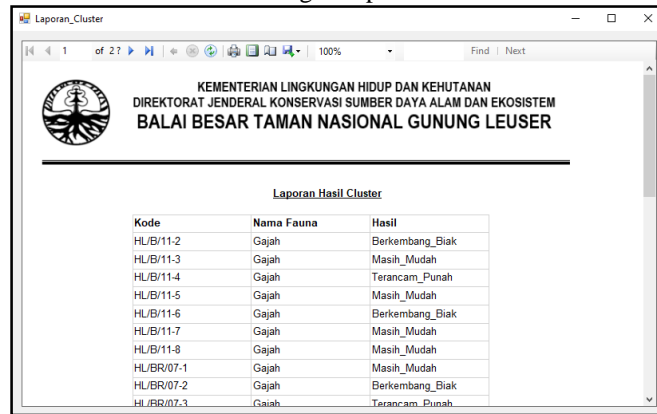 Laporan_Cluster
1 of 2? 100% Find | Next
KEMENTERIAN LINGKUNGAN HIDUP DAN KEHUTANAN
DIREKTORAT JENDERAL KONSERVASI SUMBER DAYA ALAM DAN EKOSISTEM
BALAI BESAR TAMAN NASIONAL GUNUNG LEUSER
Laporan Hasil Cluster
Kode Nama Fauna Hasil
HL/B/11-2 Gajah Berkembang_Biak
HL/B/11-3 Gajah Masih_Mudah
HL/B/11-4 Gajah Terancam_Punah
HL/B/11-5 Gajah Masih_Mudah
HL/B/11-6 Gajah Berkembang_Biak
HL/B/11-7 Gajah Masih_Mudah
HL/B/11-8 Gajah Masih_Mudah
HL/BR/07-1 Gajah Masih_Mudah
HL/BR/07-2 Gajah Berkembang_Biak
HL/BR/07-3 Gajah Terancam_Punah